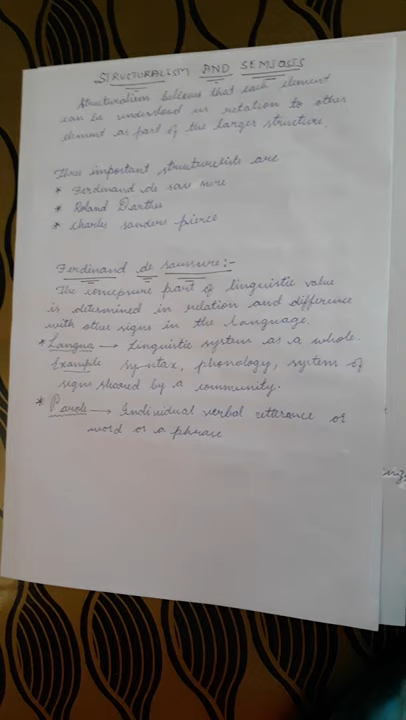 STRUCTURALISM AND SEMIOSIS
Structuralism believes that each element
can be understood in relation to other
element as part of the larger structure.
Three important structuralists are
* Ferdinand de saussure
* Roland Barthes
* Charles sanders pierce
Ferdinand de saussure:-
The conceptual part of linguistic value
is determined in relation and difference
with other signs in the language.
* Langua → Linguistic system as a whole.
Example syntax, phonology, system of
signs shared by a community.
* Parole → Individual verbal utterance or
word or a phrase